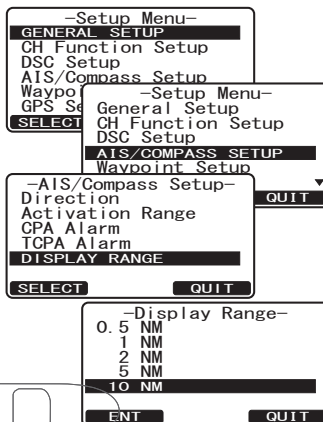 –Setup Menu–
GENERAL SETUP
CH Function Setup
DSC Setup
AIS/Compass Setup
Waypoi
GPS Se
SELECT
–Setup Menu–
General Setup
CH Function Setup
DSC Setup
AIS/COMPASS SETUP
Waypoint Setup
QUIT
–AIS/Compass Setup–
Direction
Activation Range
CPA Alarm
TCPA Alarm
DISPLAY RANGE
SELECT QUIT
–Display Range–
0.5 NM
1 NM
2 NM
5 NM
10 NM
ENT QUIT